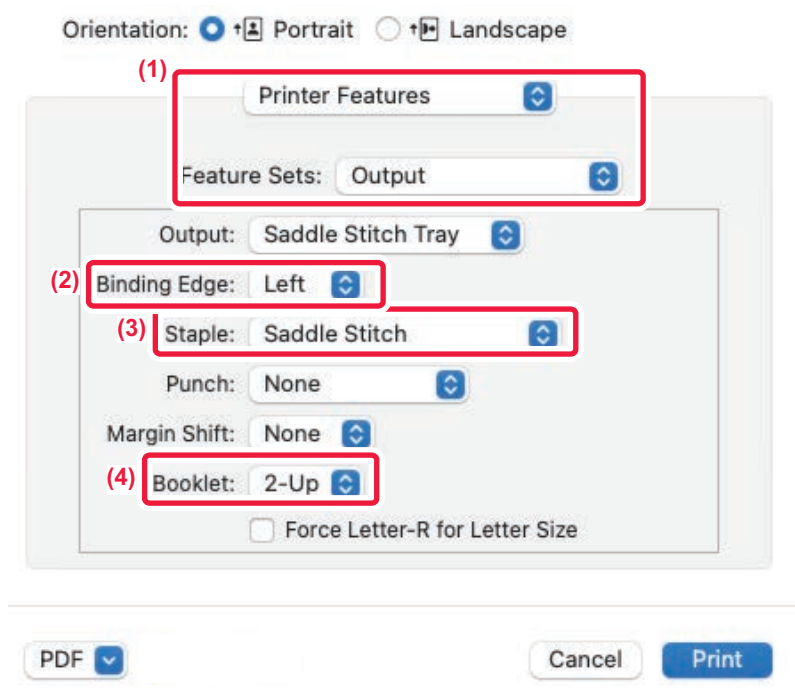 Orientation: Portrait Landscape
(1)
Printer Features
Feature Sets: Output
Output: Saddle Stitch Tray
(2) Binding Edge: Left
(3) Staple: Saddle Stitch
Punch: None
Margin Shift: None
(4) Booklet: 2-Up
Force Letter-R for Letter Size
PDF Cancel Print